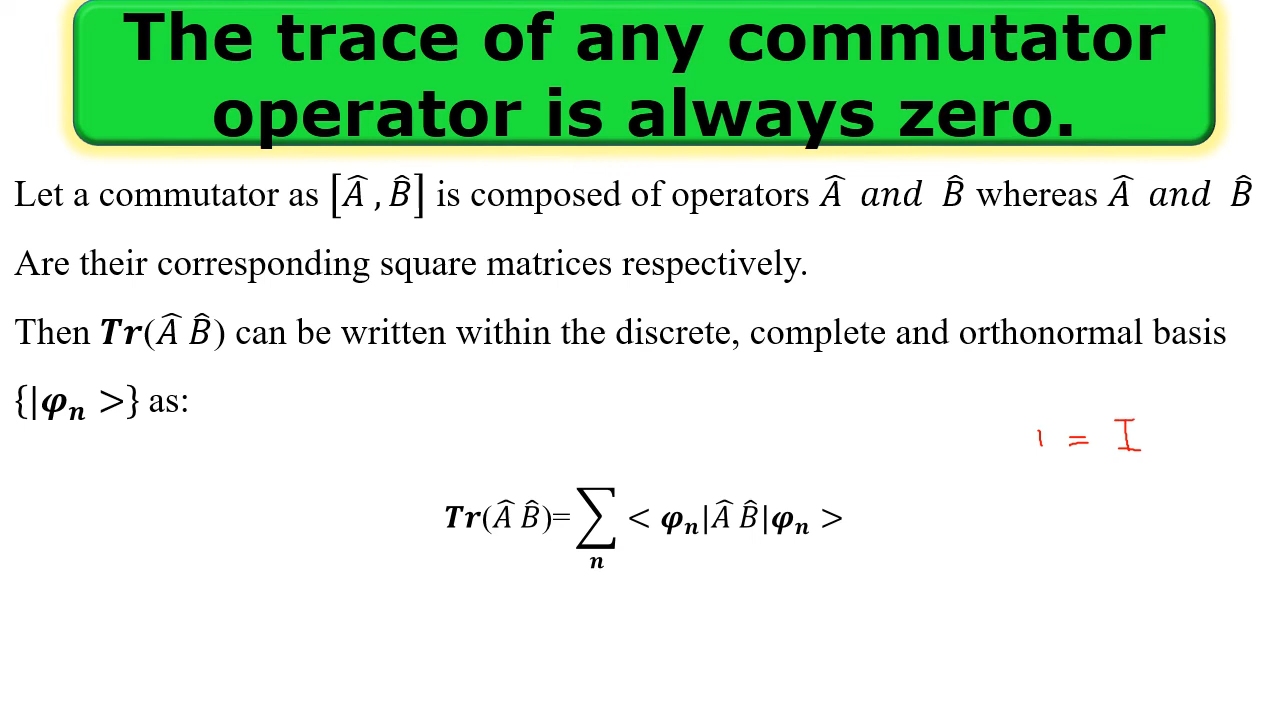 The trace of any commutator
operator is always zero.
Let a commutator as [Â , B̂] is composed of operators Â and B̂ whereas Â and B̂
Are their corresponding square matrices respectively.
Then Tr(Â B̂) can be written within the discrete, complete and orthonormal basis
{|φₙ >} as:
1 = I
Tr(Â B̂)= ∑ₙ < φₙ|Â B̂|φₙ >